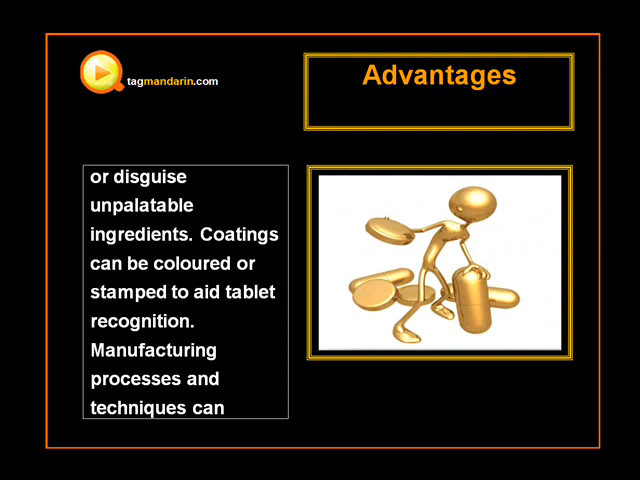 tagmandarin.com
Advantages
or disguise
unpalatable
ingredients. Coatings
can be coloured or
stamped to aid tablet
recognition.
Manufacturing
processes and
techniques can